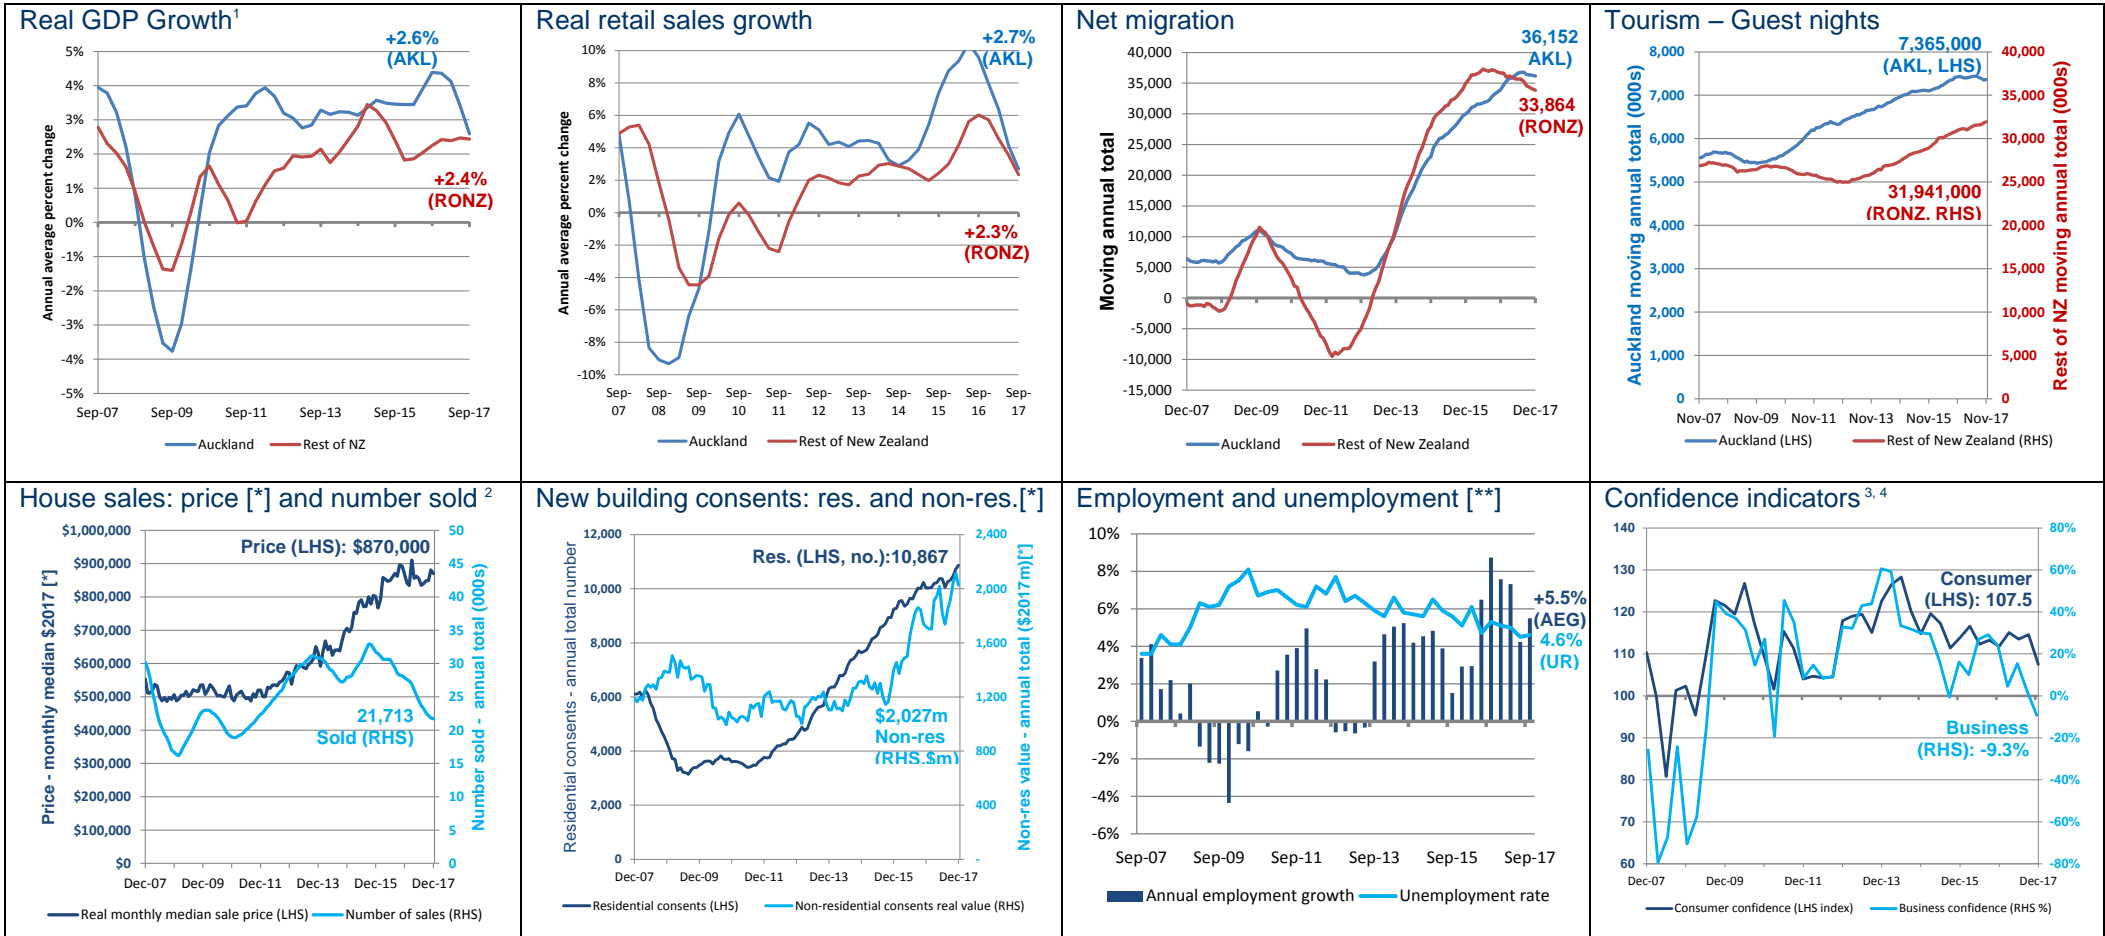 Real GDP Growth1
+2.6%
(AKL)
5%
4%
3%
2%
1%
0%
-1%
-2%
-3%
-4%
-5%
Annual average percent change
+2.4%
(RONZ)
Sep-07 Sep-09 Sep-11 Sep-13 Sep-15 Sep-17
Auckland Rest of NZ
Real retail sales growth
+2.7%
(AKL)
10%
8%
6%
4%
2%
0%
-2%
-4%
-6%
-8%
-10%
Annual average percent change
+2.3%
(RONZ)
Sep- Sep- Sep- Sep- Sep- Sep- Sep- Sep- Sep- Sep- Sep-
07 08 09 10 11 12 13 14 15 16 17
Auckland Rest of New Zealand
Net migration
36,152
AKL)
40,000
35,000
30,000
25,000
20,000
15,000
10,000
5,000
0
-5,000
-10,000
-15,000
Moving annual total
33,864
(RONZ)
Dec-07 Dec-09 Dec-11 Dec-13 Dec-15 Dec-17
Auckland Rest of New Zealand
Tourism – Guest nights
7,365,000
(AKL, LHS)
8,000
7,000
6,000
5,000
4,000
3,000
2,000
1,000
0
Auckland moving annual total (000s)
31,941,000
(RONZ. RHS)
40,000
35,000
30,000
25,000
20,000
15,000
10,000
5,000
0
Rest of NZ moving annual total (000s)
Nov-07 Nov-09 Nov-11 Nov-13 Nov-15 Nov-17
Auckland (LHS) Rest of New Zealand (RHS)
House sales: price [*] and number sold 2
$1,000,000
$900,000
$800,000
$700,000
$600,000
$500,000
$400,000
$300,000
$200,000
$100,000
$0
Price - monthly median $2017 [*]
Price (LHS): $870,000
21,713
Sold (RHS)
50
45
40
35
30
25
20
15
10
5
0
Number sold - annual total (000s)
Dec-07 Dec-09 Dec-11 Dec-13 Dec-15 Dec-17
Real monthly median sale price (LHS) Number of sales (RHS)
New building consents: res. and non-res.[*]
12,000
10,000
8,000
6,000
4,000
2,000
0
Residential consents - annual total number
Res. (LHS, no.):10,867
$2,027m
Non-res
(RHS,$m)
2,400
2,000
1,600
1,200
800
400
-
Non-res value - annual total ($2017m)[*]
Dec-07 Dec-09 Dec-11 Dec-13 Dec-15 Dec-17
Residential consents (LHS) Non-residential consents real value (RHS)
Employment and unemployment [**]
10%
8%
6%
4%
2%
0%
-2%
-4%
-6%
+5.5%
(AEG)
4.6%
(UR)
Sep-07 Sep-09 Sep-11 Sep-13 Sep-15 Sep-17
Annual employment growth Unemployment rate
Confidence indicators 3, 4
140
130
120
110
100
90
80
70
60
Consumer
(LHS): 107.5
Business
(RHS): -9.3%
80%
60%
40%
20%
0%
-20%
-40%
-60%
-80%
Dec-07 Dec-09 Dec-11 Dec-13 Dec-15 Dec-17
Consumer confidence (LHS index) Business confidence (RHS %)